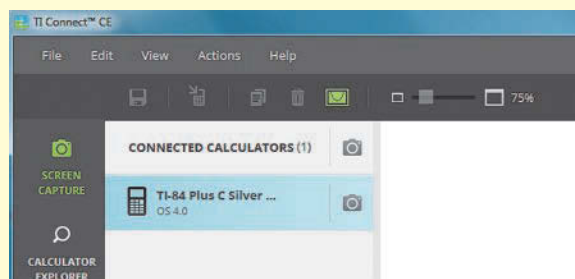 TI Connect™ CE
File Edit View Actions Help
75%
SCREEN
CAPTURE
CONNECTED CALCULATORS (1)
TI-84 Plus C Silver ...
OS 4.0
CALCULATOR
EXPLORER